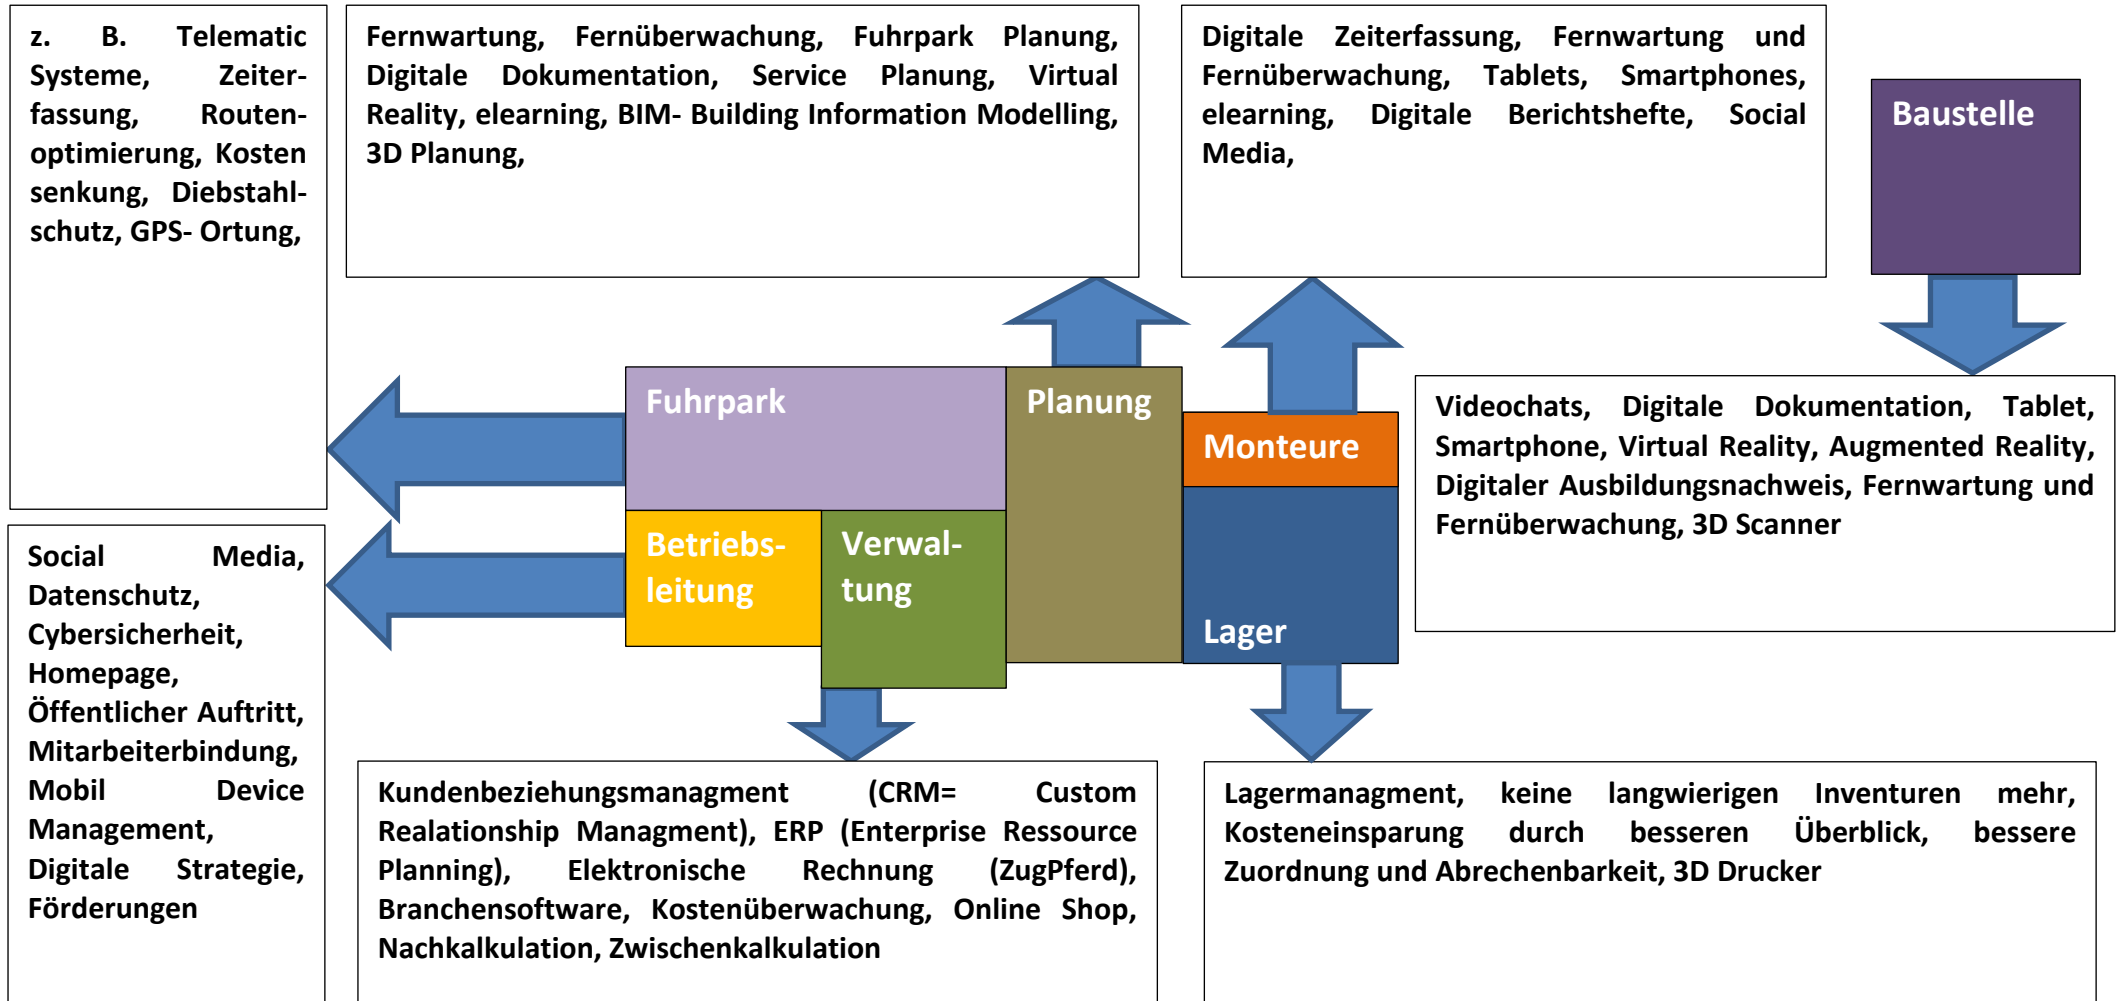 z. B. Telematic
Systeme, Zeiter-
fassung, Routen-
optimierung, Kosten
senkung, Diebstahl-
schutz, GPS- Ortung,
Fernwartung, Fernüberwachung, Fuhrpark Planung,
Digitale Dokumentation, Service Planung, Virtual
Reality, elearning, BIM- Building Information Modelling,
3D Planung,
Digitale Zeiterfassung, Fernwartung und
Fernüberwachung, Tablets, Smartphones,
elearning, Digitale Berichtshefte, Social
Media,
Baustelle
Fuhrpark
Planung
Monteure
Videochats, Digitale Dokumentation, Tablet,
Smartphone, Virtual Reality, Augmented Reality,
Digitaler Ausbildungsnachweis, Fernwartung und
Fernüberwachung, 3D Scanner
Betriebs-
leitung
Verwal-
tung
Lager
Social Media,
Datenschutz,
Cybersicherheit,
Homepage,
Öffentlicher Auftritt,
Mitarbeiterbindung,
Mobil Device
Management,
Digitale Strategie,
Förderungen
Kundenbeziehungsmanagment (CRM= Custom
Realationship Managment), ERP (Enterprise Ressource
Planning), Elektronische Rechnung (ZugPferd),
Branchensoftware, Kostenüberwachung, Online Shop,
Nachkalkulation, Zwischenkalkulation
Lagermanagment, keine langwierigen Inventuren mehr,
Kosteneinsparung durch besseren Überblick, bessere
Zuordnung und Abrechenbarkeit, 3D Drucker